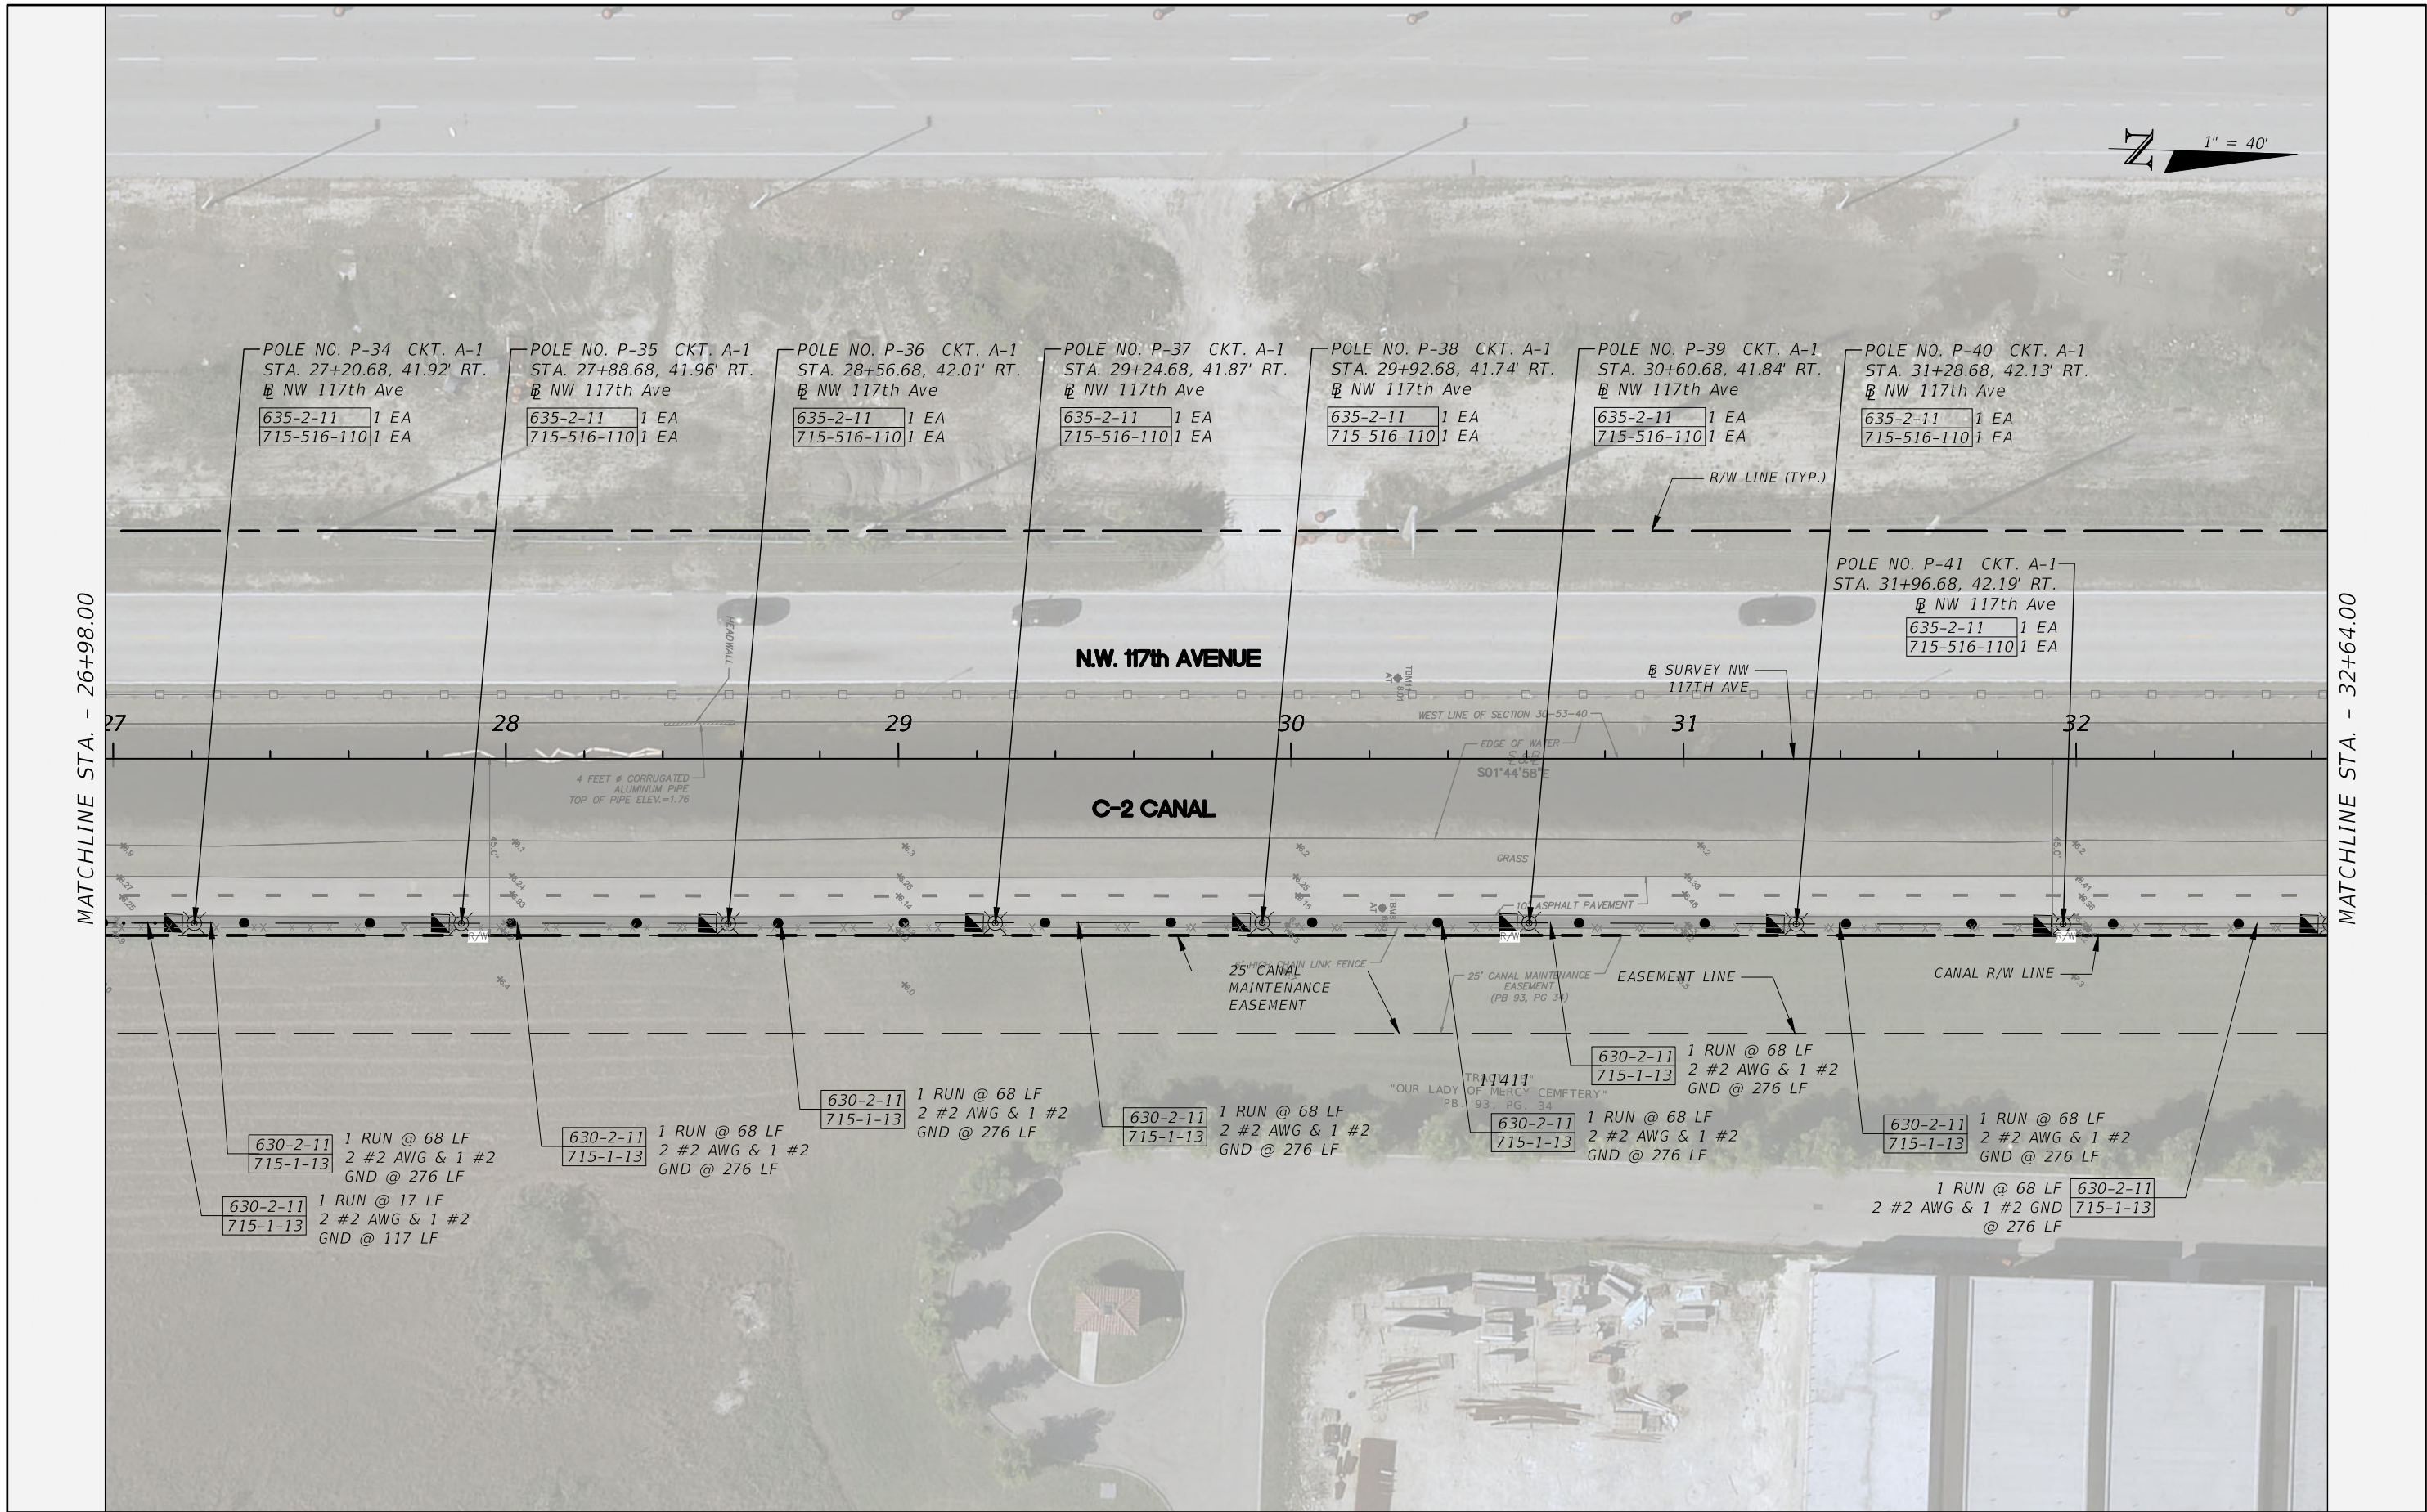 1" = 40'
POLE NO. P-34 CKT. A-1
STA. 27+20.68, 41.92' RT.
BL NW 117th Ave
635-2-11 1 EA
715-516-110 1 EA
POLE NO. P-35 CKT. A-1
STA. 27+88.68, 41.96' RT.
BL NW 117th Ave
635-2-11 1 EA
715-516-110 1 EA
POLE NO. P-36 CKT. A-1
STA. 28+56.68, 42.01' RT.
BL NW 117th Ave
635-2-11 1 EA
715-516-110 1 EA
POLE NO. P-37 CKT. A-1
STA. 29+24.68, 41.87' RT.
BL NW 117th Ave
635-2-11 1 EA
715-516-110 1 EA
POLE NO. P-38 CKT. A-1
STA. 29+92.68, 41.74' RT.
BL NW 117th Ave
635-2-11 1 EA
715-516-110 1 EA
POLE NO. P-39 CKT. A-1
STA. 30+60.68, 41.84' RT.
BL NW 117th Ave
635-2-11 1 EA
715-516-110 1 EA
POLE NO. P-40 CKT. A-1
STA. 31+28.68, 42.13' RT.
BL NW 117th Ave
635-2-11 1 EA
715-516-110 1 EA
R/W LINE (TYP.)
POLE NO. P-41 CKT. A-1
STA. 31+96.68, 42.19' RT.
BL NW 117th Ave
635-2-11 1 EA
715-516-110 1 EA
MATCHLINE STA. - 26+98.00
MATCHLINE STA. - 32+64.00
HEADWALL
N.W. 117th AVENUE
BL SURVEY NW
117TH AVE
WEST LINE OF SECTION 30-53-40
27 28 29 30 31 32
EDGE OF WATER
S01°44'58"E
4 FEET Ø CORRUGATED
ALUMINUM PIPE
TOP OF PIPE ELEV.=1.76
C-2 CANAL
45.0'
45.0'
GRASS
10' ASPHALT PAVEMENT
R/W
R/W
R/W
6' HIGH CHAIN LINK FENCE
25' CANAL
MAINTENANCE
EASEMENT
25' CANAL MAINTENANCE
EASEMENT
(PB 93, PG 34)
EASEMENT LINE
CANAL R/W LINE
11411
"OUR LADY OF MERCY CEMETERY"
PB. 93, PG. 34
630-2-11
715-1-13
1 RUN @ 68 LF
2 #2 AWG & 1 #2
GND @ 276 LF
630-2-11
715-1-13
1 RUN @ 17 LF
2 #2 AWG & 1 #2
GND @ 117 LF
630-2-11
715-1-13
1 RUN @ 68 LF
2 #2 AWG & 1 #2
GND @ 276 LF
630-2-11
715-1-13
1 RUN @ 68 LF
2 #2 AWG & 1 #2
GND @ 276 LF
630-2-11
715-1-13
1 RUN @ 68 LF
2 #2 AWG & 1 #2
GND @ 276 LF
630-2-11
715-1-13
1 RUN @ 68 LF
2 #2 AWG & 1 #2
GND @ 276 LF
630-2-11
715-1-13
1 RUN @ 68 LF
2 #2 AWG & 1 #2
GND @ 276 LF
630-2-11
715-1-13
1 RUN @ 68 LF
2 #2 AWG & 1 #2
GND @ 276 LF
1 RUN @ 68 LF
2 #2 AWG & 1 #2 GND
@ 276 LF
630-2-11
715-1-13